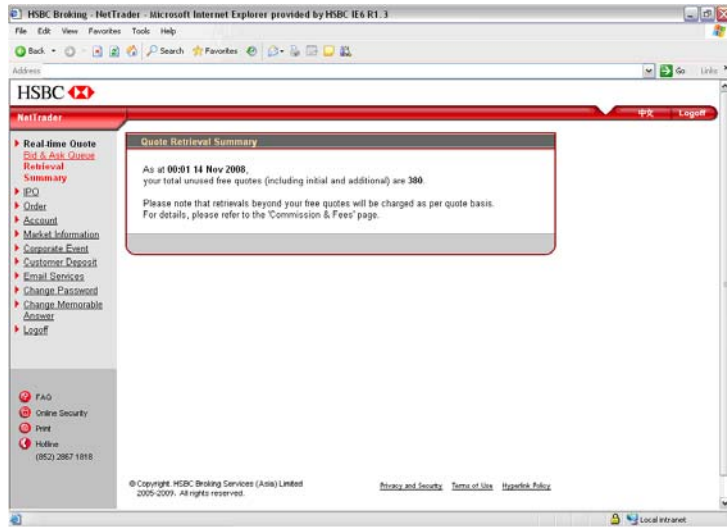 HSBC Broking - NetTrader - Microsoft Internet Explorer provided by HSBC IE6 R1.3
File Edit View Favorites Tools Help
Back Search Favorites
Address Go Links
HSBC
NetTrader 中文 Logoff
Real-time Quote
Bid & Ask Queue
Retrieval
Summary
IPO
Order
Account
Market Information
Corporate Event
Customer Deposit
Email Services
Change Password
Change Memorable
Answer
Logoff
Quote Retrieval Summary
As at 00:01 14 Nov 2008,
your total unused free quotes (including initial and additional) are 380.
Please note that retrievals beyond your free quotes will be charged as per quote basis.
For details, please refer to the 'Commission & Fees' page.
FAQ
Online Security
Print
Hotline
(852) 2867 1818
© Copyright. HSBC Broking Services (Asia) Limited
2005-2009. All rights reserved.
Privacy and Security Terms of Use Hyperlink Policy
Local intranet